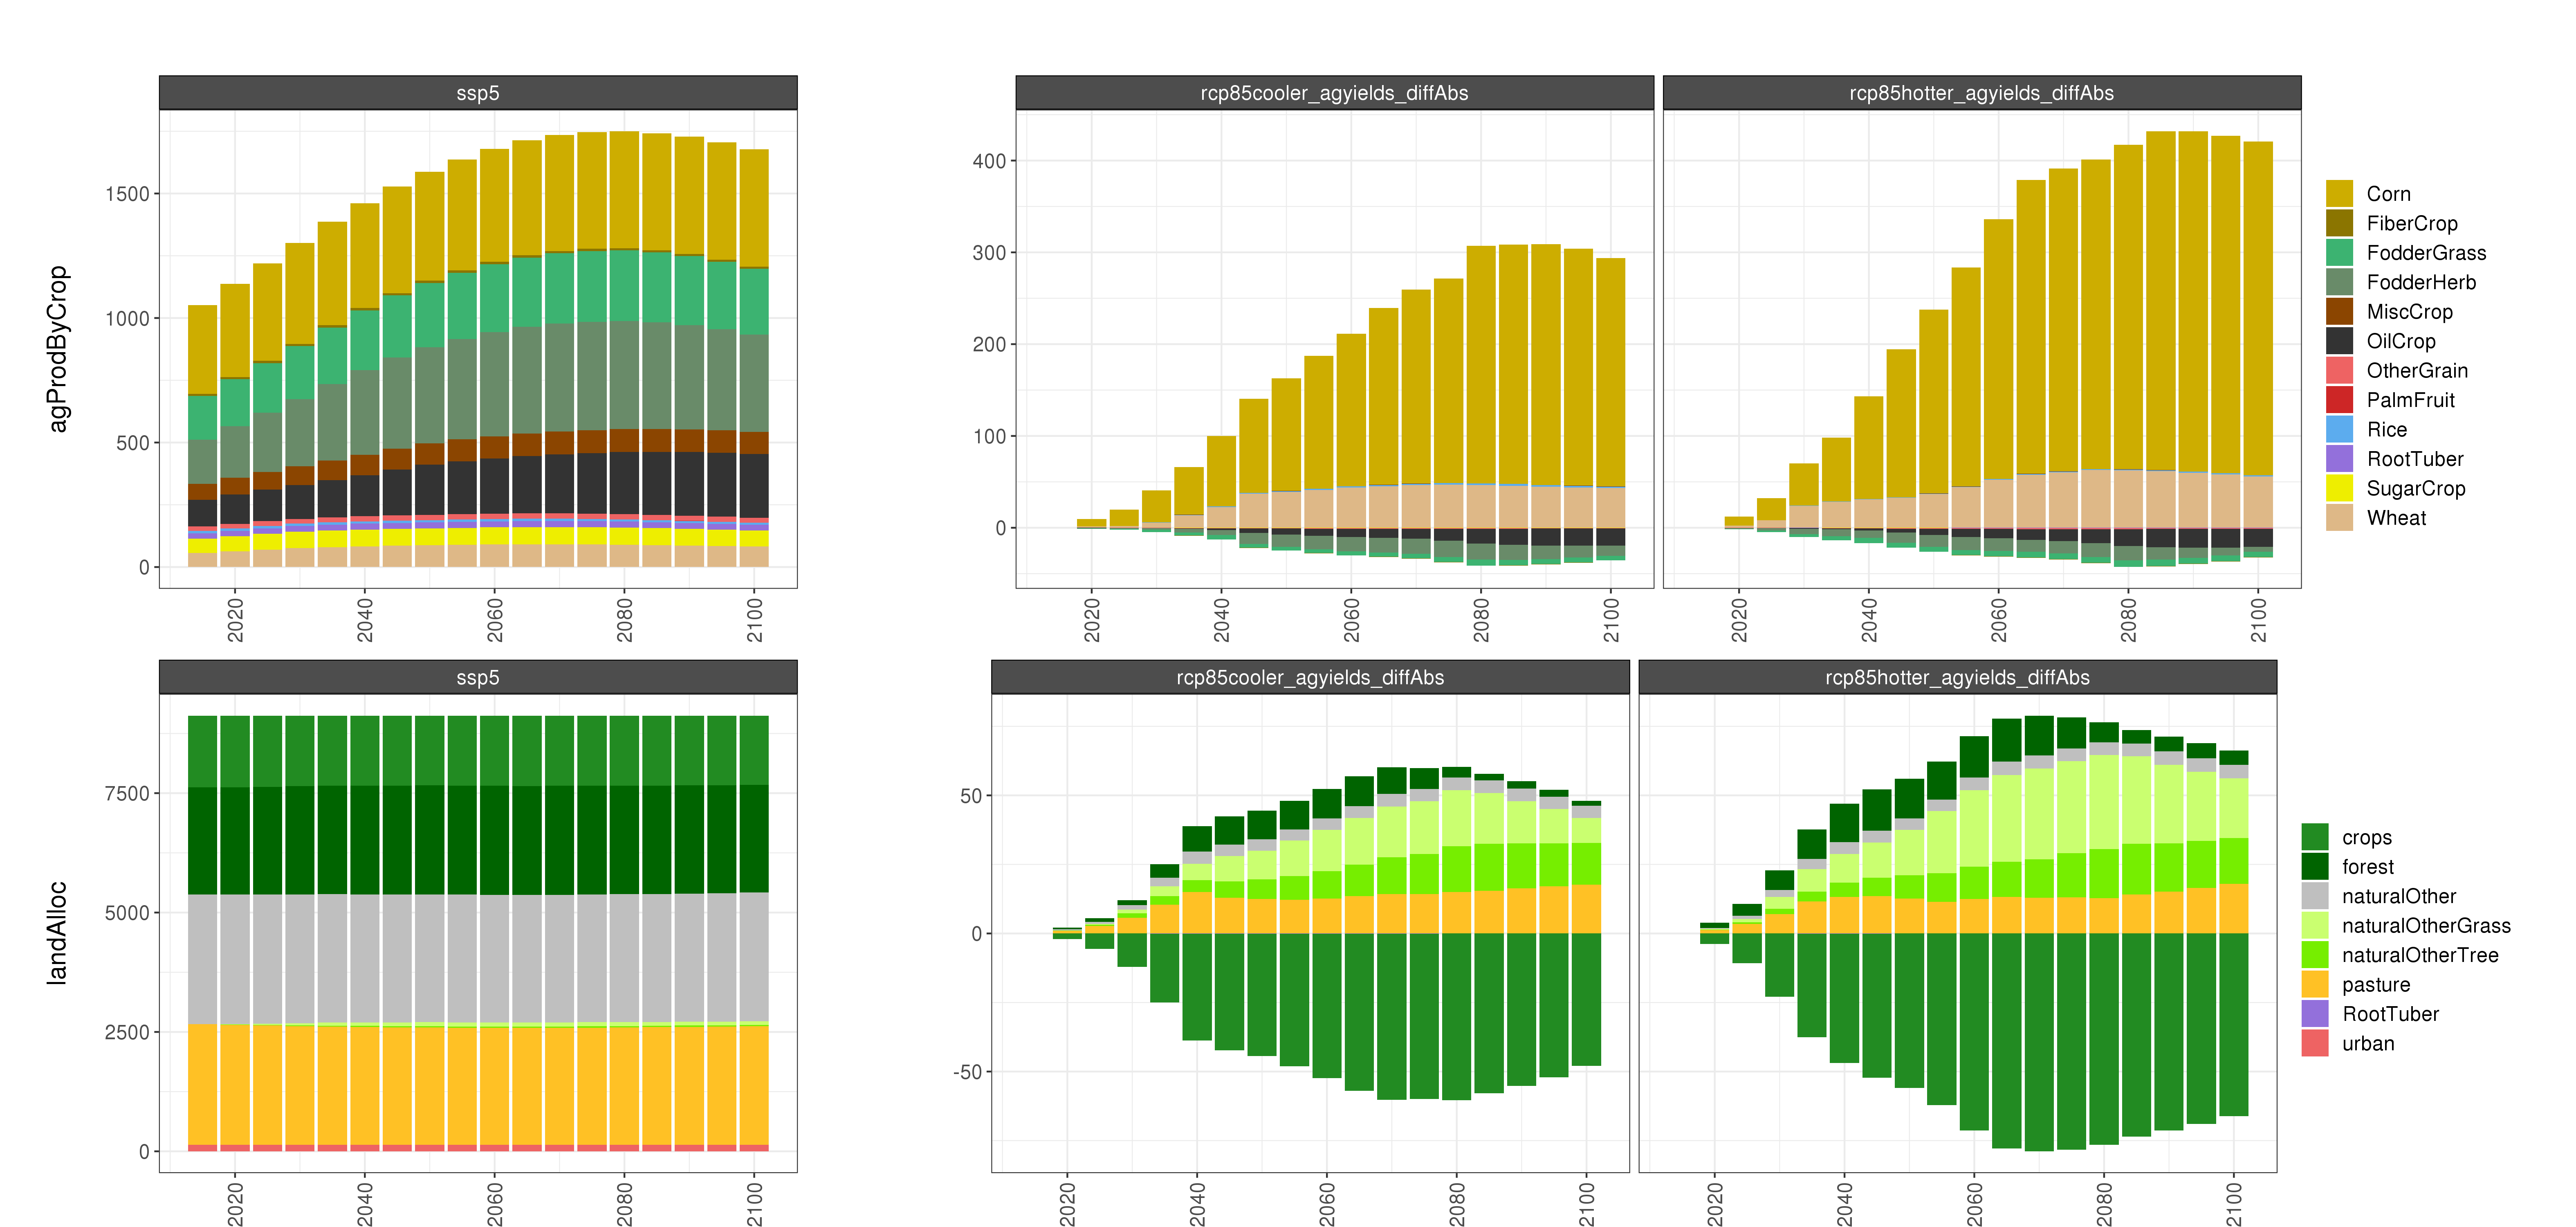 ssp5
rcp85cooler_agyields_diffAbs
rcp85hotter_agyields_diffAbs
agProdByCrop
1500
1000
500
0
400
300
200
100
0
2020
2040
2060
2080
2100
2020
2040
2060
2080
2100
2020
2040
2060
2080
2100
Corn
FiberCrop
FodderGrass
FodderHerb
MiscCrop
OilCrop
OtherGrain
PalmFruit
Rice
RootTuber
SugarCrop
Wheat
ssp5
rcp85cooler_agyields_diffAbs
rcp85hotter_agyields_diffAbs
landAlloc
7500
5000
2500
0
50
0
-50
2020
2040
2060
2080
2100
2020
2040
2060
2080
2100
2020
2040
2060
2080
2100
crops
forest
naturalOther
naturalOtherGrass
naturalOtherTree
pasture
RootTuber
urban